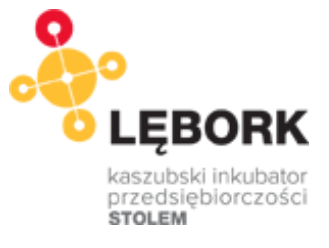 LĘBORK
kaszubski inkubator
przedsiębiorczości
STOLEM